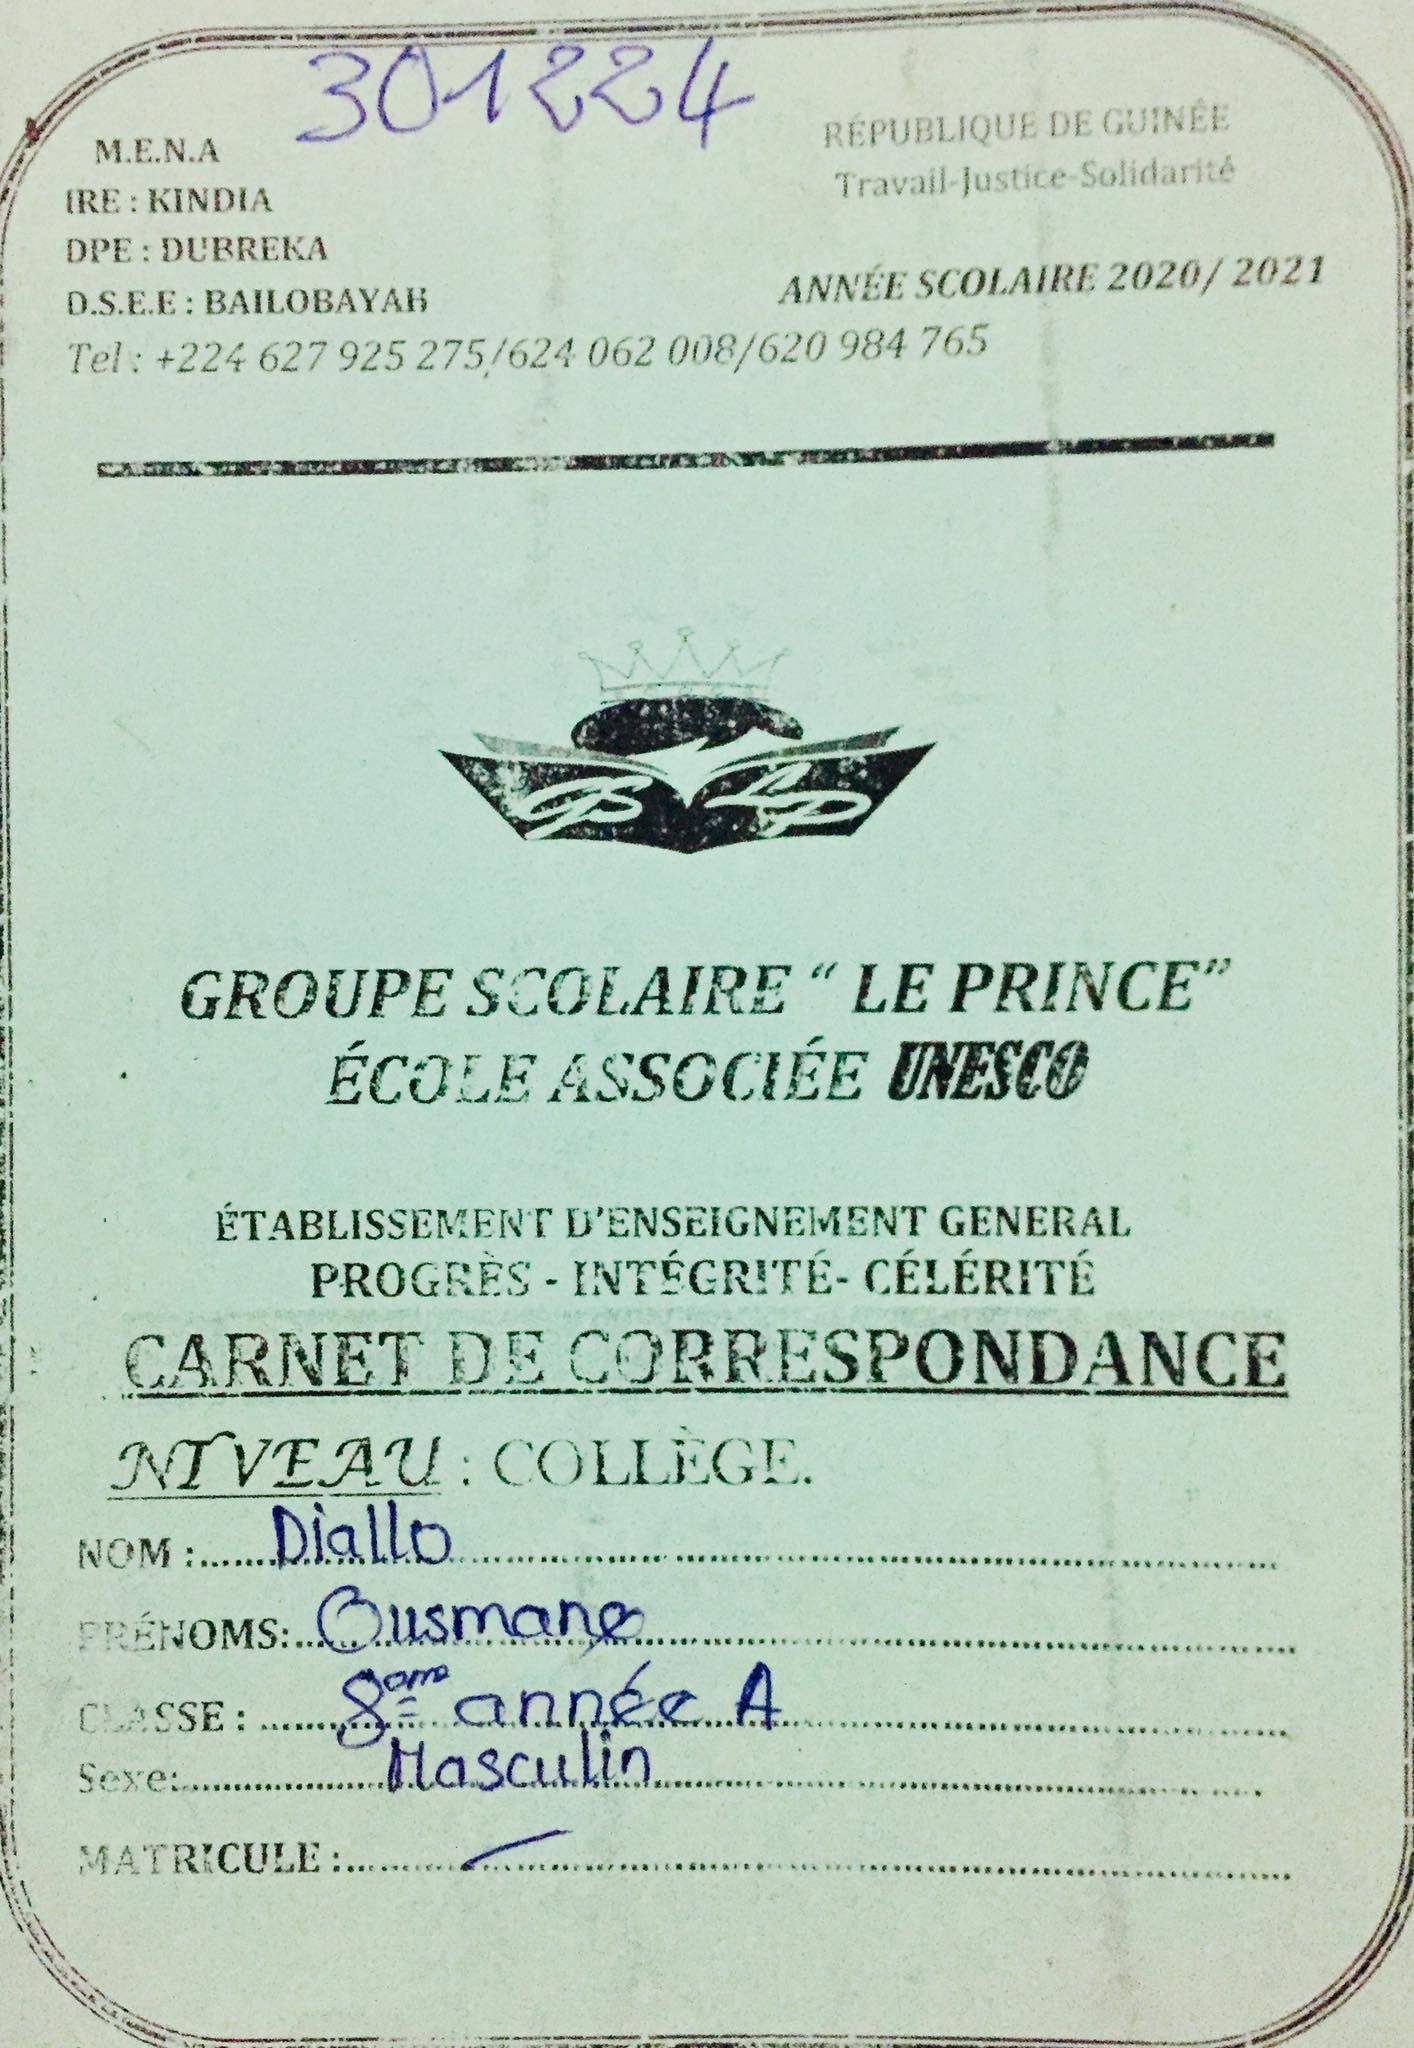 301224
M.E.N.A
RÉPUBLIQUE DE GUINÉE
IRE : KINDIA
Travail-Justice-Solidarité
DPE : DUBREKA
D.S.E.E : BAILOBAYAH
ANNÉE SCOLAIRE 2020/ 2021
Tel : +224 627 925 275/624 062 008/620 984 765
GS LP
GROUPE SCOLAIRE “ LE PRINCE”
ÉCOLE ASSOCIÉE UNESCO
ÉTABLISSEMENT D'ENSEIGNEMENT GENERAL
PROGRÈS - INTÉGRITÉ- CÉLÉRITÉ
CARNET DE CORRESPONDANCE
NIVEAU : COLLÈGE.
NOM : Diallo
PRÉNOMS: Ousmane
CLASSE : 8ème année A
Sexe: Masculin
MATRICULE :